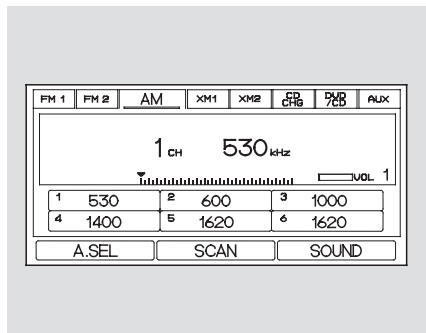 FM 1 FM 2 AM XM1 XM2 CD CHG DVD /CD AUX
1 CH 530 kHz
VOL 1
1 530 2 600 3 1000
4 1400 5 1620 6 1620
A.SEL SCAN SOUND